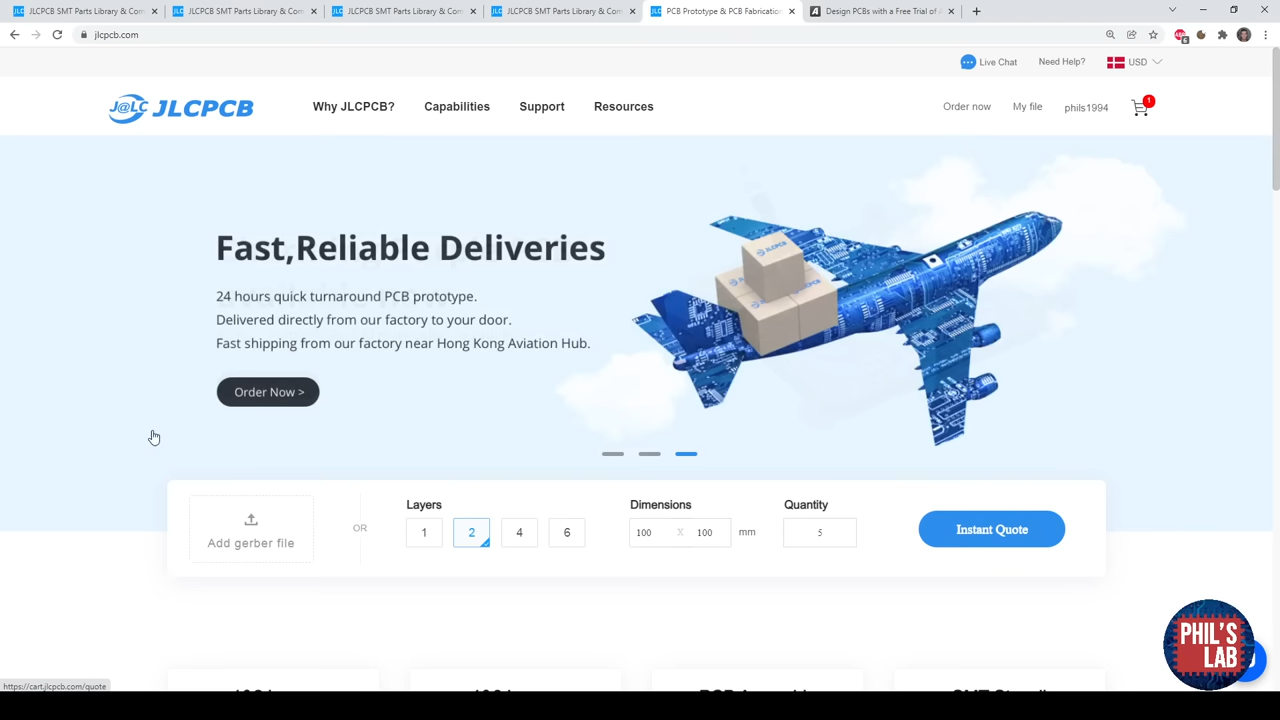 JLCPCB SMT Parts Library & Com
JLCPCB SMT Parts Library & Com
JLCPCB SMT Parts Library & Com
JLCPCB SMT Parts Library & Com
PCB Prototype & PCB Fabricatio
Design PCBs with a Free Trial of
jlcpcb.com
Live Chat
Need Help?
USD
J@LC JLCPCB
Why JLCPCB?
Capabilities
Support
Resources
Order now
My file
phils1994
1
Fast,Reliable Deliveries
24 hours quick turnaround PCB prototype.
Delivered directly from our factory to your door.
Fast shipping from our factory near Hong Kong Aviation Hub.
Order Now >
Add gerber file
OR
Layers
1
2
4
6
Dimensions
100 X 100 mm
Quantity
5
Instant Quote
PHIL'S
LAB
https://cart.jlcpcb.com/quote